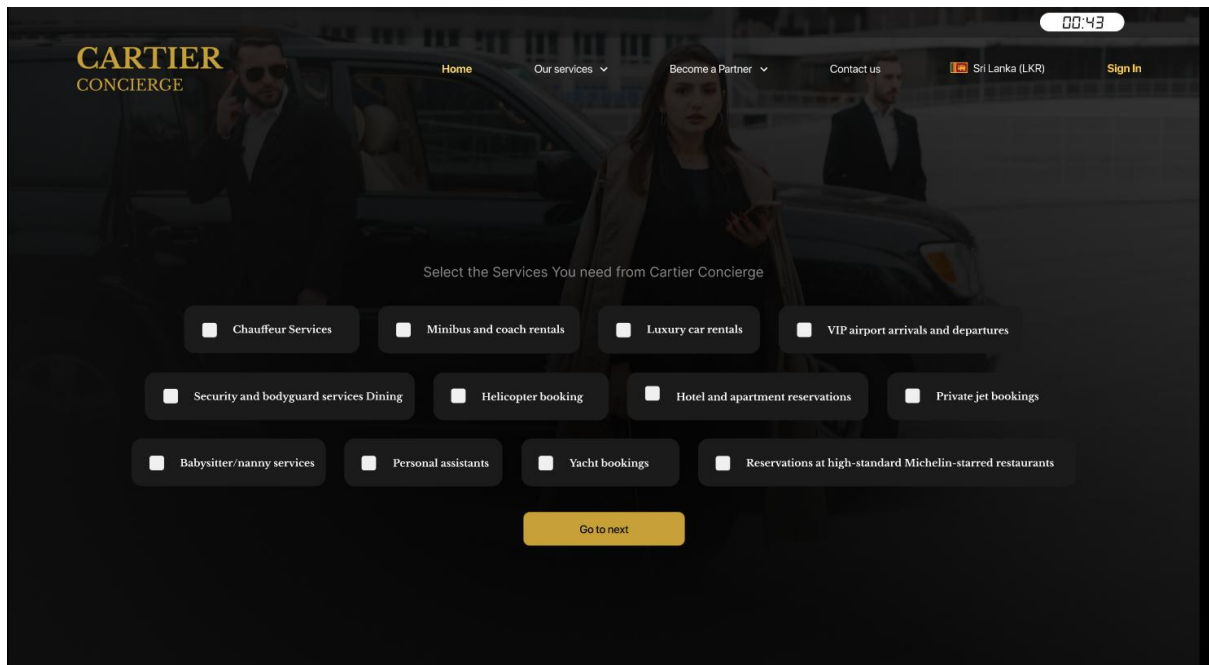 00:43
CARTIER
CONCIERGE
Home
Our services
Become a Partner
Contact us
Sri Lanka (LKR)
Sign In
Select the Services You need from Cartier Concierge
Chauffeur Services
Minibus and coach rentals
Luxury car rentals
VIP airport arrivals and departures
Security and bodyguard services Dining
Helicopter booking
Hotel and apartment reservations
Private jet bookings
Babysitter/nanny services
Personal assistants
Yacht bookings
Reservations at high-standard Michelin-starred restaurants
Go to next